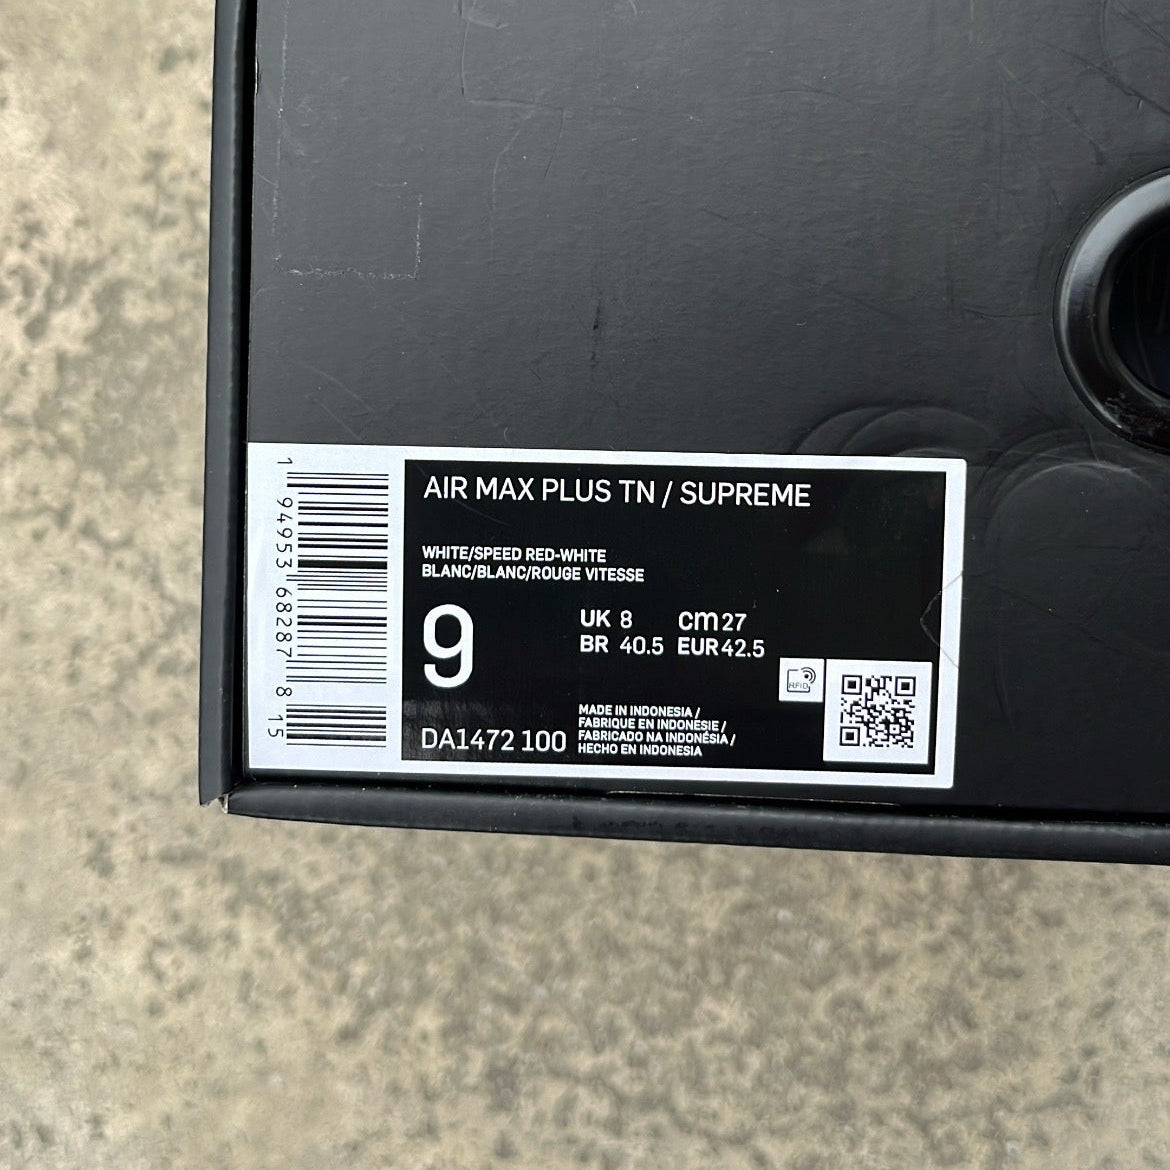 AIR MAX PLUS TN / SUPREME
WHITE/SPEED RED-WHITE
BLANC/BLANC/ROUGE VITESSE
9
UK 8 cm 27
BR 40.5 EUR 42.5
RFID
DA1472 100
MADE IN INDONESIA /
FABRIQUE EN INDONESIE /
FABRICADO NA INDONÉSIA /
HECHO EN INDONESIA
1 94953 68287 8 15